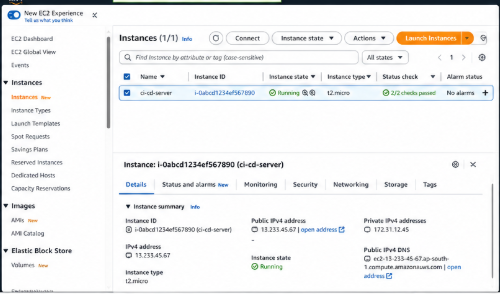 New EC2 Experience
Tell us what you think
EC2 Dashboard
EC2 Global View
Events
Instances
Instances New
Instance Types
Launch Templates
Spot Requests
Savings Plans
Reserved Instances
Dedicated Hosts
Capacity Reservations
Images
AMIs New
AMI Catalog
Elastic Block Store
Volumes New
Instances (1/1) Info
Connect
Instance state
Actions
Launch Instances
Find Instance by attribute or tag (case-sensitive)
All states
1
Name Instance ID Instance state Instance type Status check Alarm status
ci-cd-server i-0abcd1234ef567890 Running t2.micro 2/2 checks passed No alarms
Instance: i-0abcd1234ef567890 (ci-cd-server)
Details Status and alarms New Monitoring Security Networking Storage Tags
Instance summary Info
Instance ID
i-0abcd1234ef567890 (ci-cd-server)
IPv4 address
13.233.45.67
Instance type
t2.micro
Public IPv4 address
13.233.45.67 | open address
-
Instance state
Running
Private IPv4 addresses
172.31.12.45
Public IPv4 DNS
ec2-13-233-45-67.ap-south-
1.compute.amazonaws.com | open
address